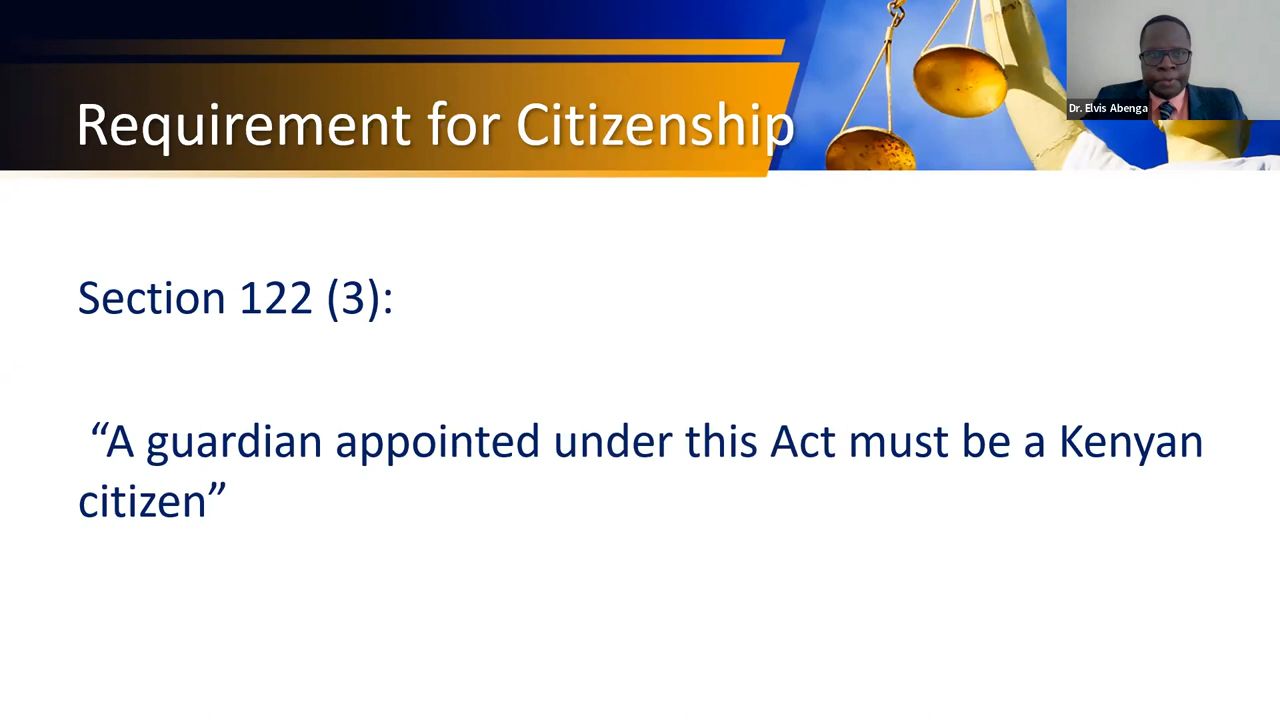 Requirement for Citizenship
Dr. Elvis Abenga
Section 122 (3):
“A guardian appointed under this Act must be a Kenyan
citizen”